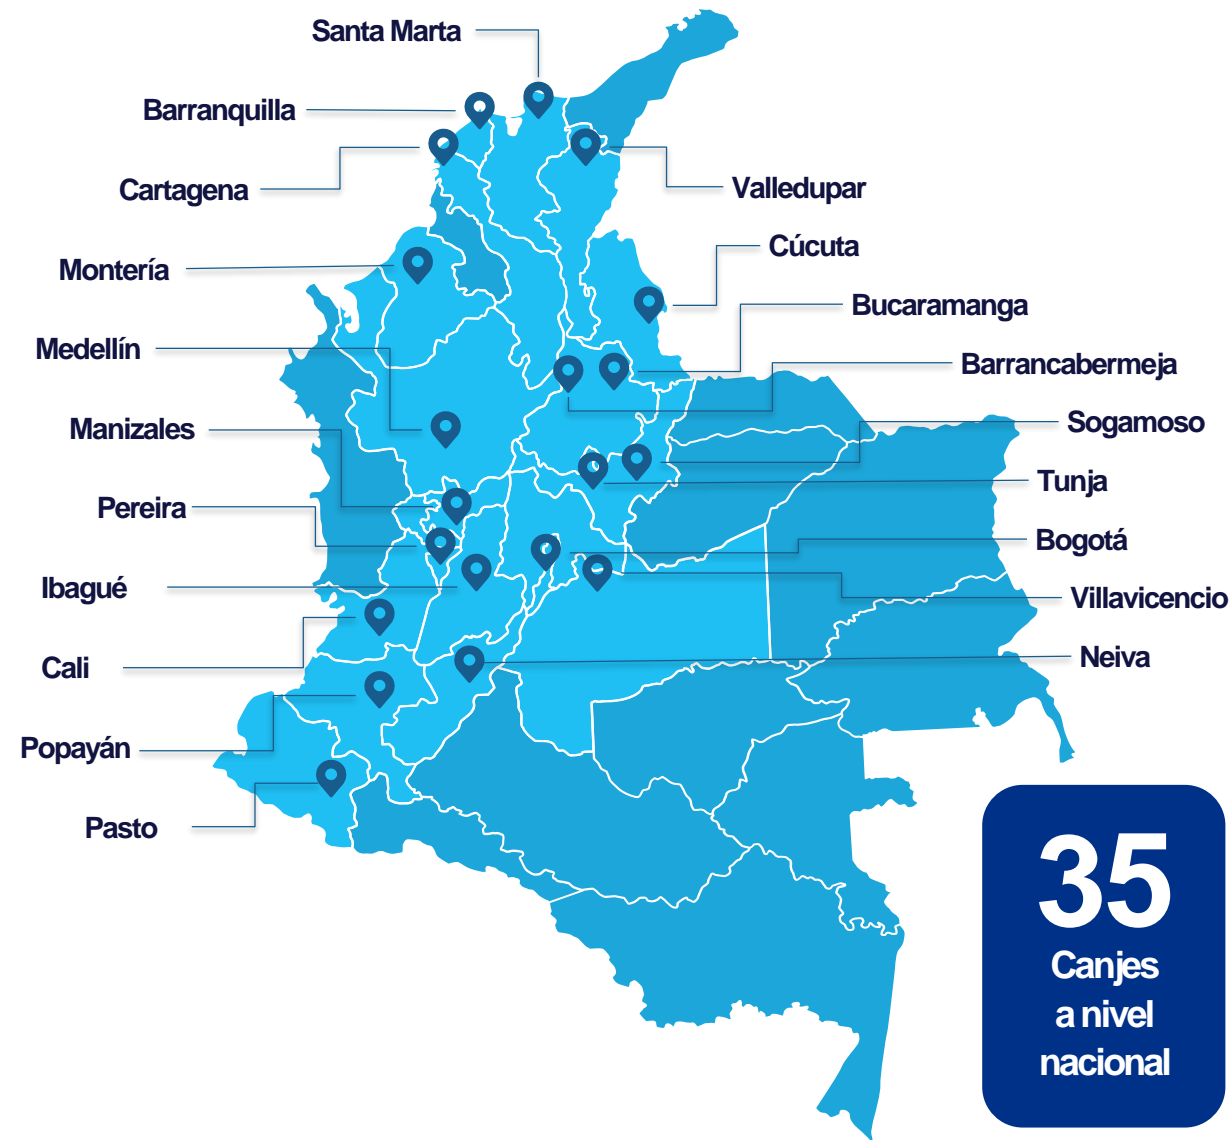 Santa Marta
Barranquilla
Cartagena
Valledupar
Cúcuta
Montería
Bucaramanga
Medellín
Barrancabermeja
Manizales
Sogamoso
Tunja
Pereira
Bogotá
Ibagué
Villavicencio
Cali
Neiva
Popayán
Pasto
35
Canjes
a nivel
nacional